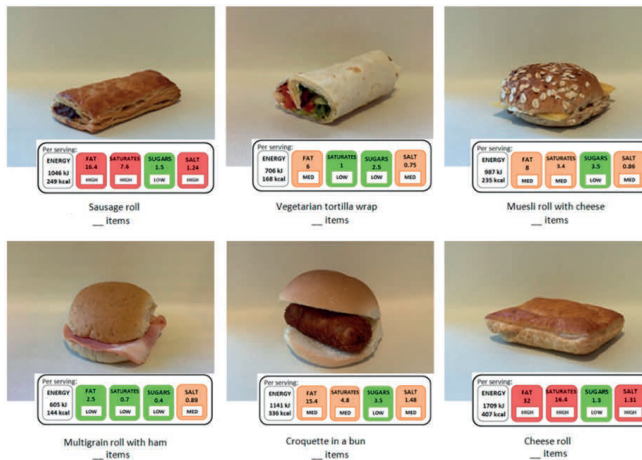 Per serving:
ENERGY
1046 kJ
249 kcal
FAT
16.4
HIGH
SATURATES
7.6
HIGH
SUGARS
1.5
LOW
SALT
1.24
HIGH
Sausage roll
__ items
Per serving:
ENERGY
706 kJ
168 kcal
FAT
6
MED
SATURATES
1
LOW
SUGARS
2.5
LOW
SALT
0.75
MED
Vegetarian tortilla wrap
__ items
Per serving:
ENERGY
987 kJ
235 kcal
FAT
8
MED
SATURATES
3.4
MED
SUGARS
3.5
LOW
SALT
0.86
MED
Muesli roll with cheese
__ items
Per serving:
ENERGY
605 kJ
144 kcal
FAT
2.5
LOW
SATURATES
0.7
LOW
SUGARS
0.4
LOW
SALT
0.89
MED
Multigrain roll with ham
__ items
Per serving:
ENERGY
1141 kJ
336 kcal
FAT
15.4
MED
SATURATES
4.8
MED
SUGARS
3.5
LOW
SALT
1.48
MED
Croquette in a bun
__ items
Per serving:
ENERGY
1709 kJ
407 kcal
FAT
32
HIGH
SATURATES
16.4
HIGH
SUGARS
1.3
LOW
SALT
1.31
HIGH
Cheese roll
__ items